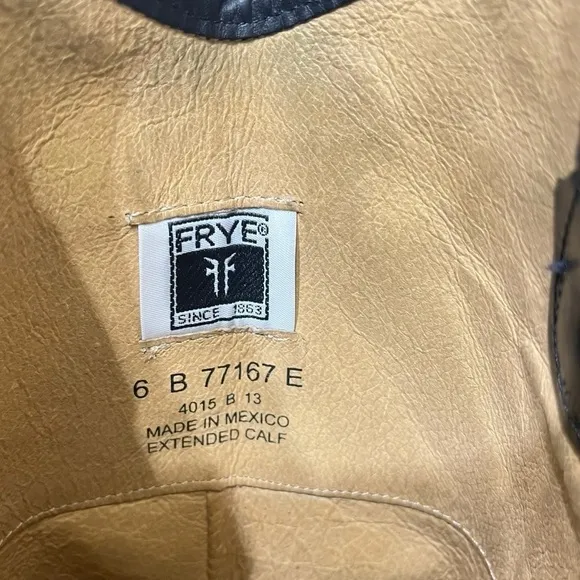 FRYE®
SINCE 1863
6 B 77167 E
4015 B 13
MADE IN MEXICO
EXTENDED CALF